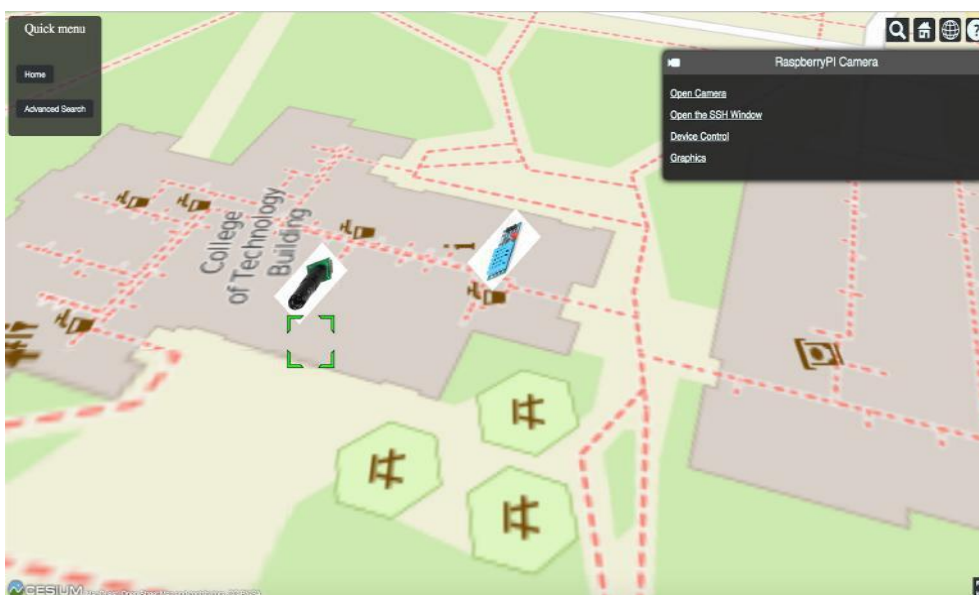 Quick menu
Home
Advanced Search
RaspberryPI Camera
Open Camera
Open the SSH Window
Device Control
Graphics
College
of Technology
Building
i
?
CESIUM